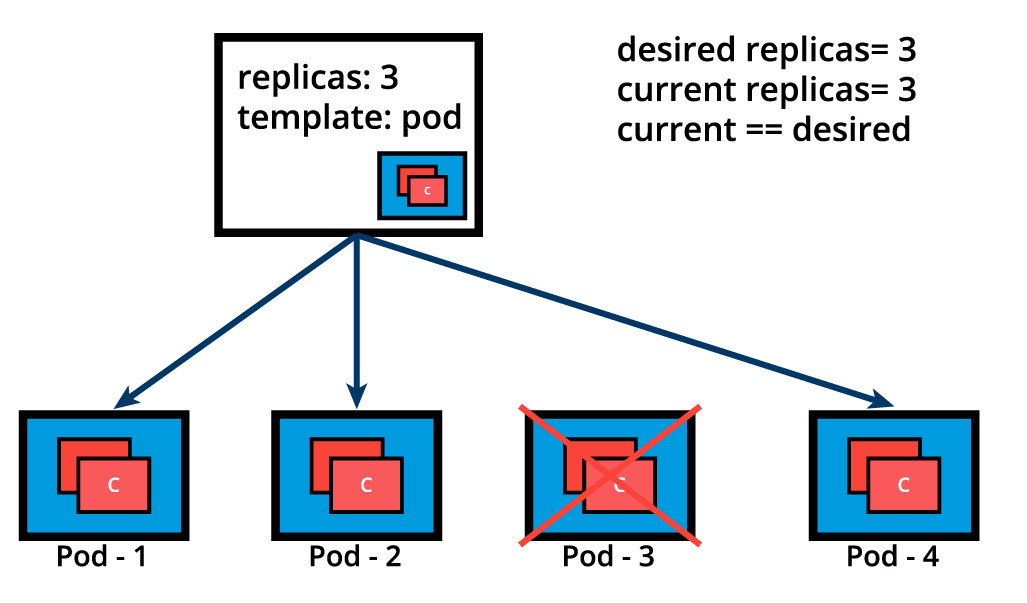 replicas: 3
template: pod
C
desired replicas= 3
current replicas= 3
current == desired
C
C
C
C
Pod - 1
Pod - 2
Pod - 3
Pod - 4